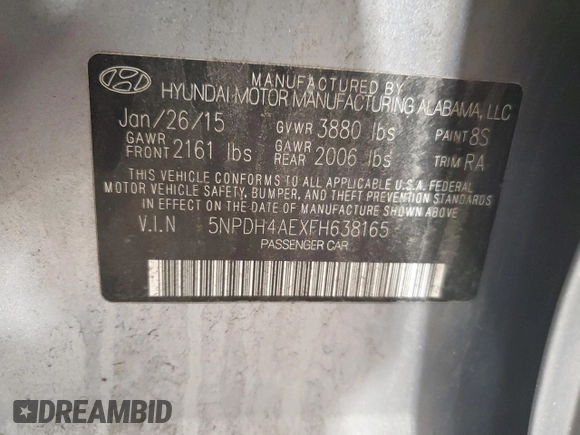 MANUFACTURED BY
HYUNDAI MOTOR MANUFACTURING ALABAMA, LLC
Jan/26/15 GVWR 3880 lbs PAINT 8S
GAWR FRONT 2161 lbs GAWR REAR 2006 lbs TRIM RA
THIS VEHICLE CONFORMS TO ALL APPLICABLE U.S.A. FEDERAL
MOTOR VEHICLE SAFETY, BUMPER, AND THEFT PREVENTION STANDARDS
IN EFFECT ON THE DATE OF MANUFACTURE SHOWN ABOVE.
V.I.N 5NPDH4AEXFH638165
PASSENGER CAR
DREAMBID